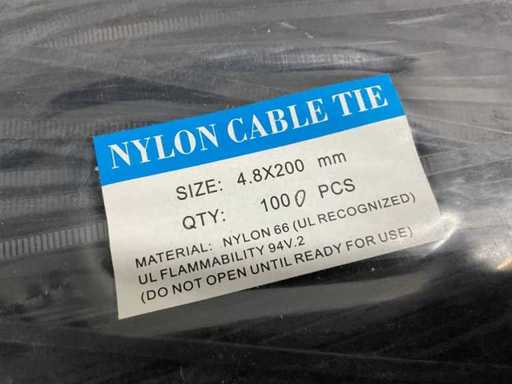 NYLON CABLE TIE
SIZE: 4.8X200 mm
QTY: 1000 PCS
MATERIAL: NYLON 66 (UL RECOGNIZED)
UL FLAMMABILITY 94V.2
(DO NOT OPEN UNTIL READY FOR USE)